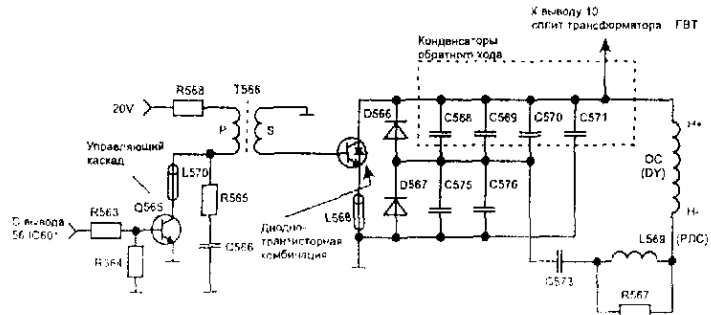 К выводу 10
сплит трансформатора FBT
Конденсаторы
обратного хода
R568
T566
20V
P
S
D566
C568
C569
C570
C571
H+
ОС
(DY)
H-
Управляющий
каскад
L570
Q565
R565
C566
D567
C575
C576
L568
Диодно-
транзисторная
комбинация
С вывода
56 IC60
R563
R564
C573
L569
(РЛС)
R567